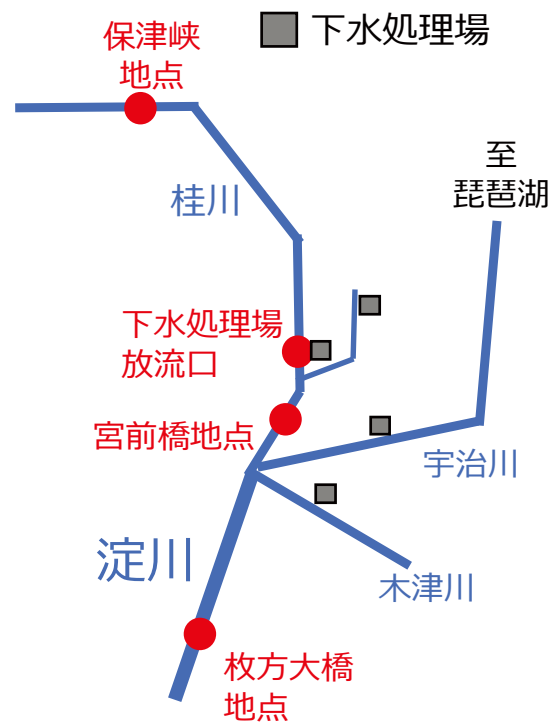 下水処理場
保津峡
地点
至
琵琶湖
桂川
下水処理場
放流口
宮前橋地点
宇治川
淀川
木津川
枚方大橋
地点